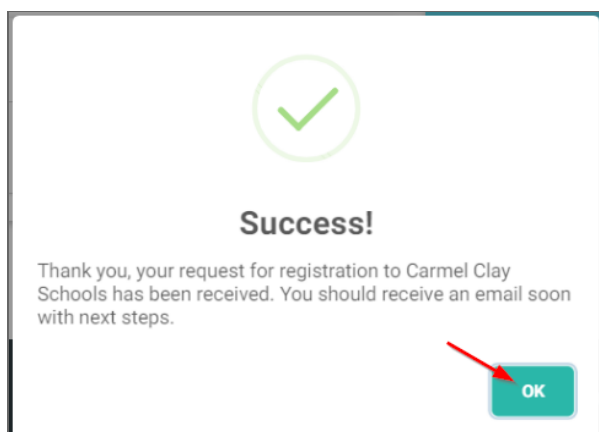 Success!
Thank you, your request for registration to Carmel Clay
Schools has been received. You should receive an email soon
with next steps.
OK